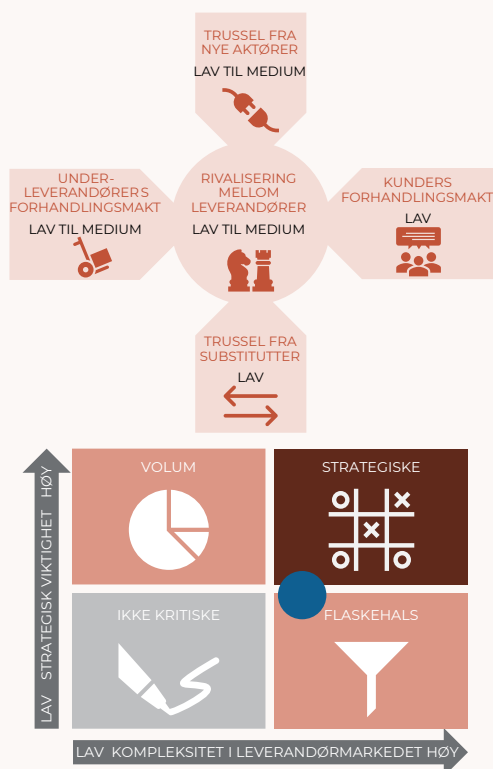 TRUSSEL FRA
NYE AKTØRER
LAV TIL MEDIUM
UNDER-
LEVERANDØRERS
FORHANDLINGSMAKT
LAV TIL MEDIUM
RIVALISERING
MELLOM
LEVERANDØRER
LAV TIL MEDIUM
KUNDERS
FORHANDLINGSMAKT
LAV
TRUSSEL FRA
SUBSTITUTTER
LAV
LAV STRATEGISK VIKTIGHET HØY
VOLUM
STRATEGISKE
IKKE KRITISKE
FLASKEHALS
LAV KOMPLEKSITET I LEVERANDØRMARKEDET HØY